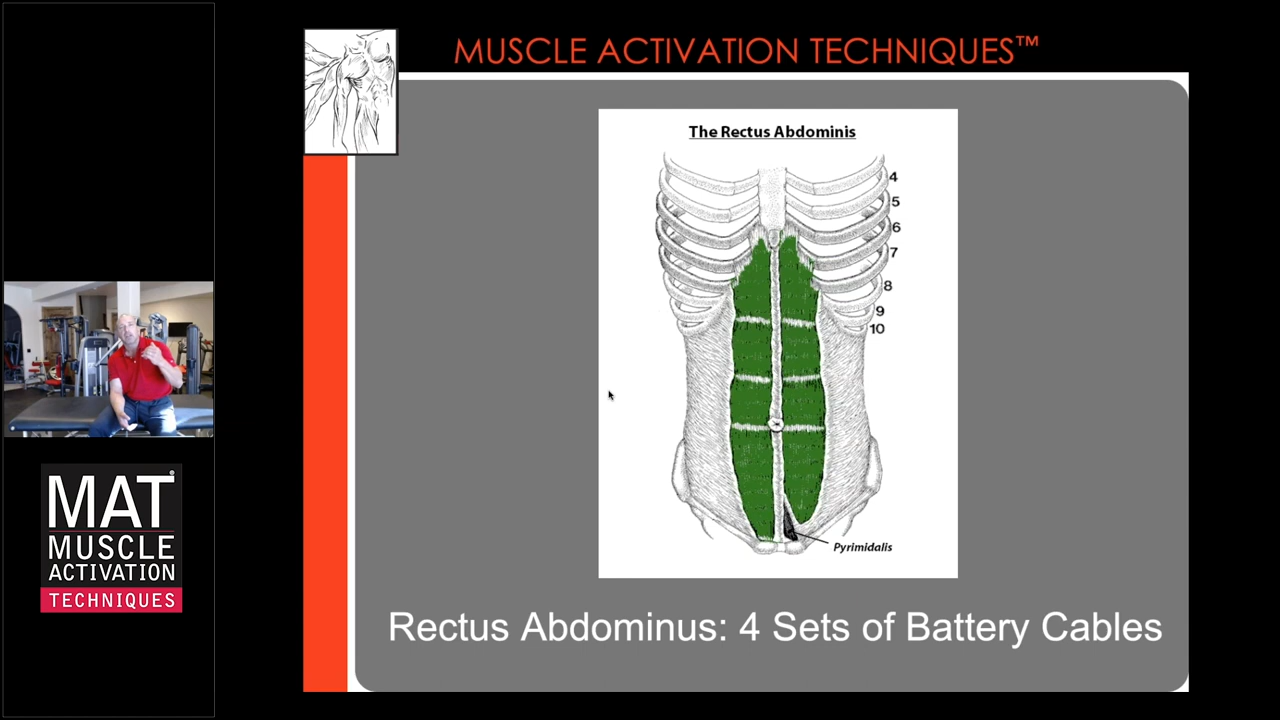 MUSCLE ACTIVATION TECHNIQUES™
The Rectus Abdominis
4
5
6
7
8
9
10
Pyrimidalis
Rectus Abdominus: 4 Sets of Battery Cables
MAT®
MUSCLE
ACTIVATION
TECHNIQUES